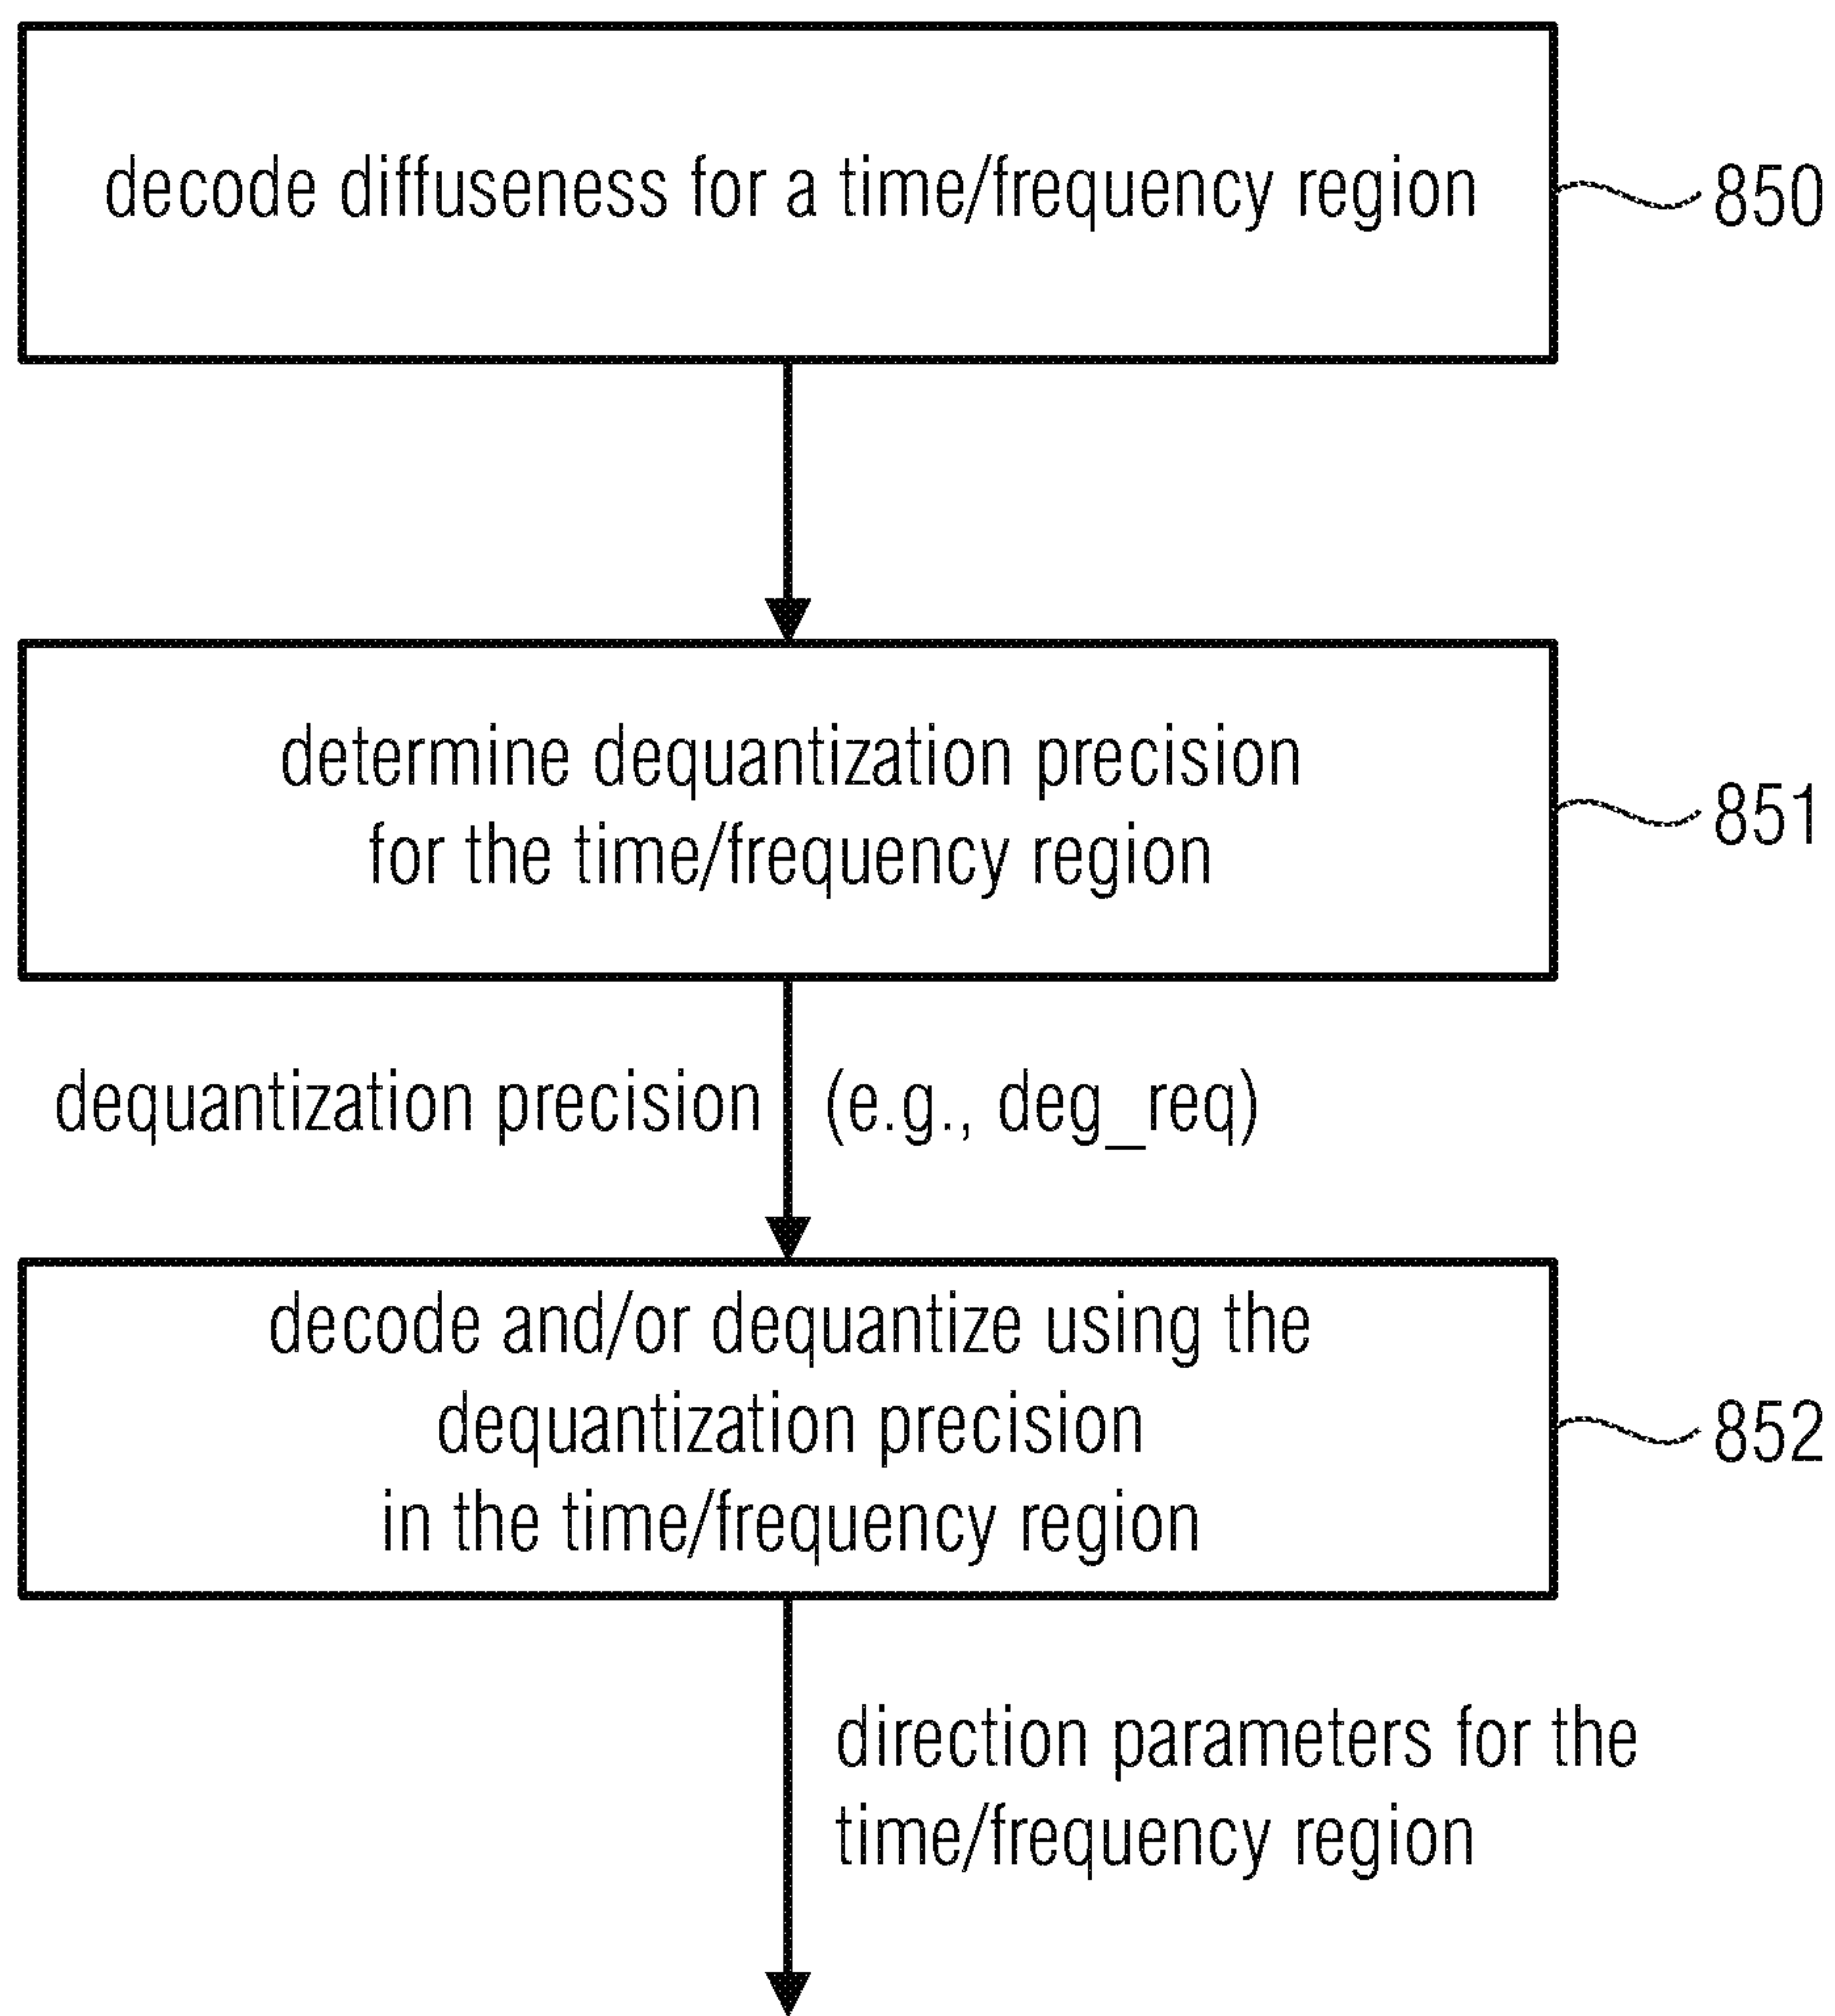 decode diffuseness for a time/frequency region
850
determine dequantization precision
for the time/frequency region
851
dequantization precision (e.g., deg_req)
decode and/or dequantize using the
dequantization precision
in the time/frequency region
852
direction parameters for the
time/frequency region